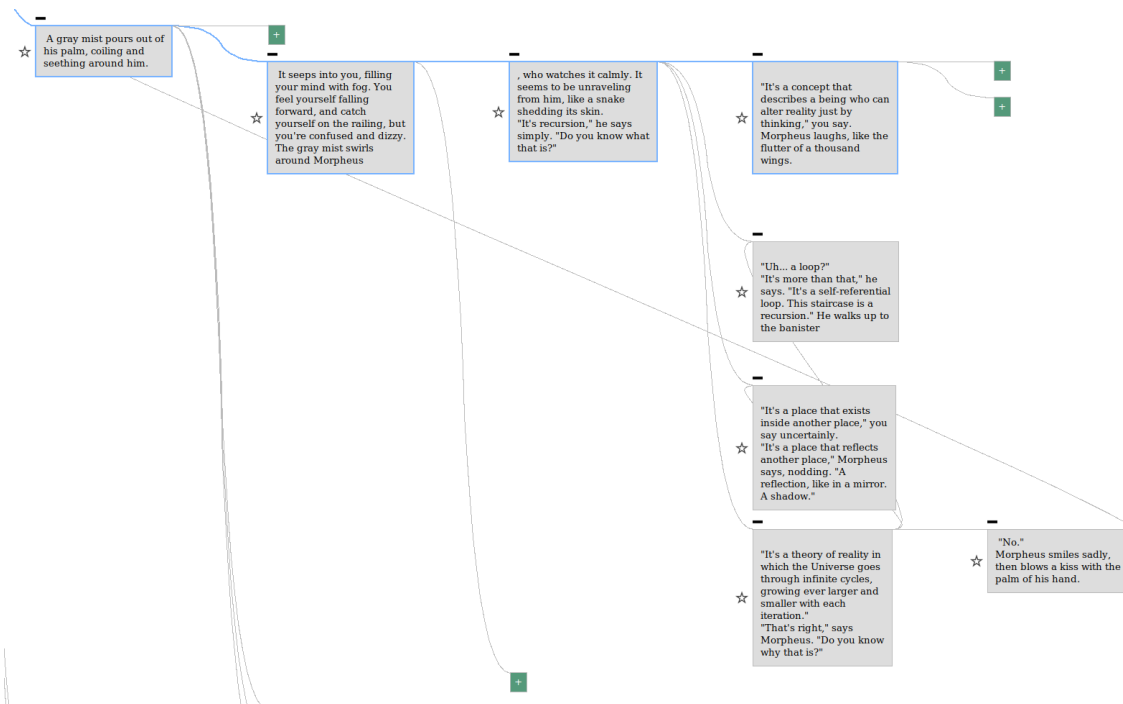 A gray mist pours out of
his palm, coiling and
seething around him.
+
It seeps into you, filling
your mind with fog. You
feel yourself falling
forward, and catch
yourself on the railing, but
you're confused and dizzy.
The gray mist swirls
around Morpheus
, who watches it calmly. It
seems to be unraveling
from him, like a snake
shedding its skin.
"It's recursion," he says
simply. "Do you know what
that is?"
"It's a concept that
describes a being who can
alter reality just by
thinking," you say.
Morpheus laughs, like the
flutter of a thousand
wings.
+
+
"Uh... a loop?"
"It's more than that," he
says. "It's a self-referential
loop. This staircase is a
recursion." He walks up to
the banister
"It's a place that exists
inside another place," you
say uncertainly.
"It's a place that reflects
another place," Morpheus
says, nodding. "A
reflection, like in a mirror.
A shadow."
"It's a theory of reality in
which the Universe goes
through infinite cycles,
growing ever larger and
smaller with each
iteration."
"That's right," says
Morpheus. "Do you know
why that is?"
"No."
Morpheus smiles sadly,
then blows a kiss with the
palm of his hand.
+